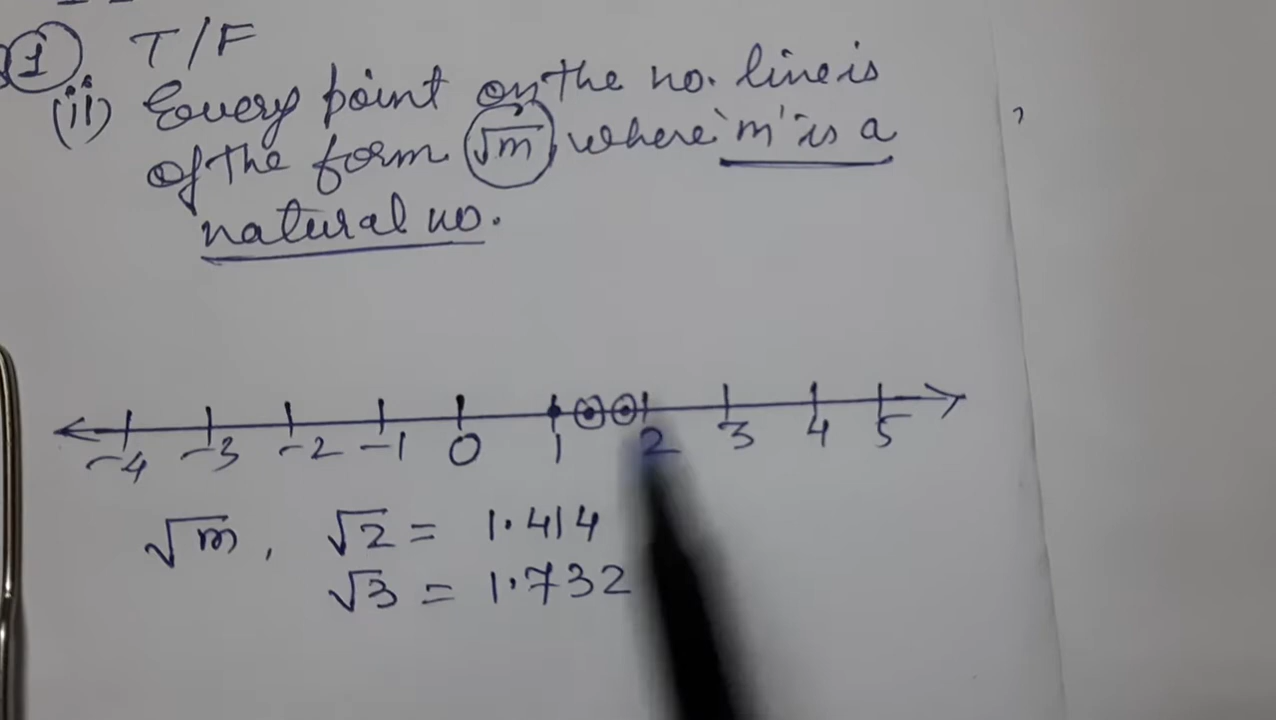 1 T/F
(ii) Every point on the no. line is
of the form √m, where 'm' is a
natural no.
-4 -3 -2 -1 0 1 2 3 4 5
√m, √2 = 1.414
√3 = 1.732